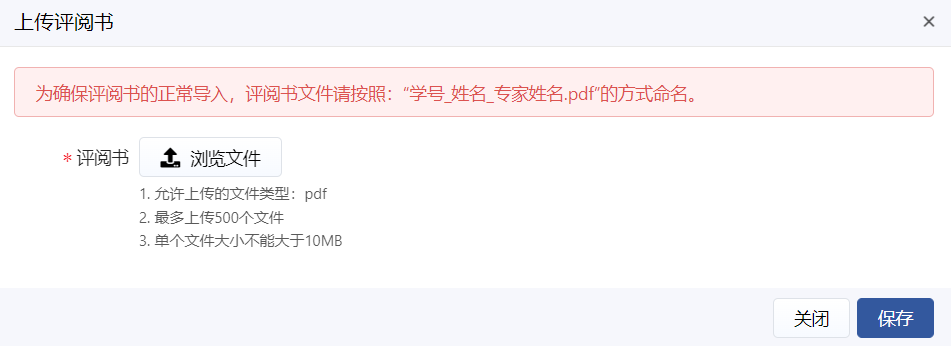 上传评阅书
为确保评阅书的正常导入，评阅书文件请按照：“学号_姓名_专家姓名.pdf”的方式命名。
* 评阅书 浏览文件
1. 允许上传的文件类型：pdf
2. 最多上传500个文件
3. 单个文件大小不能大于10MB
关闭 保存